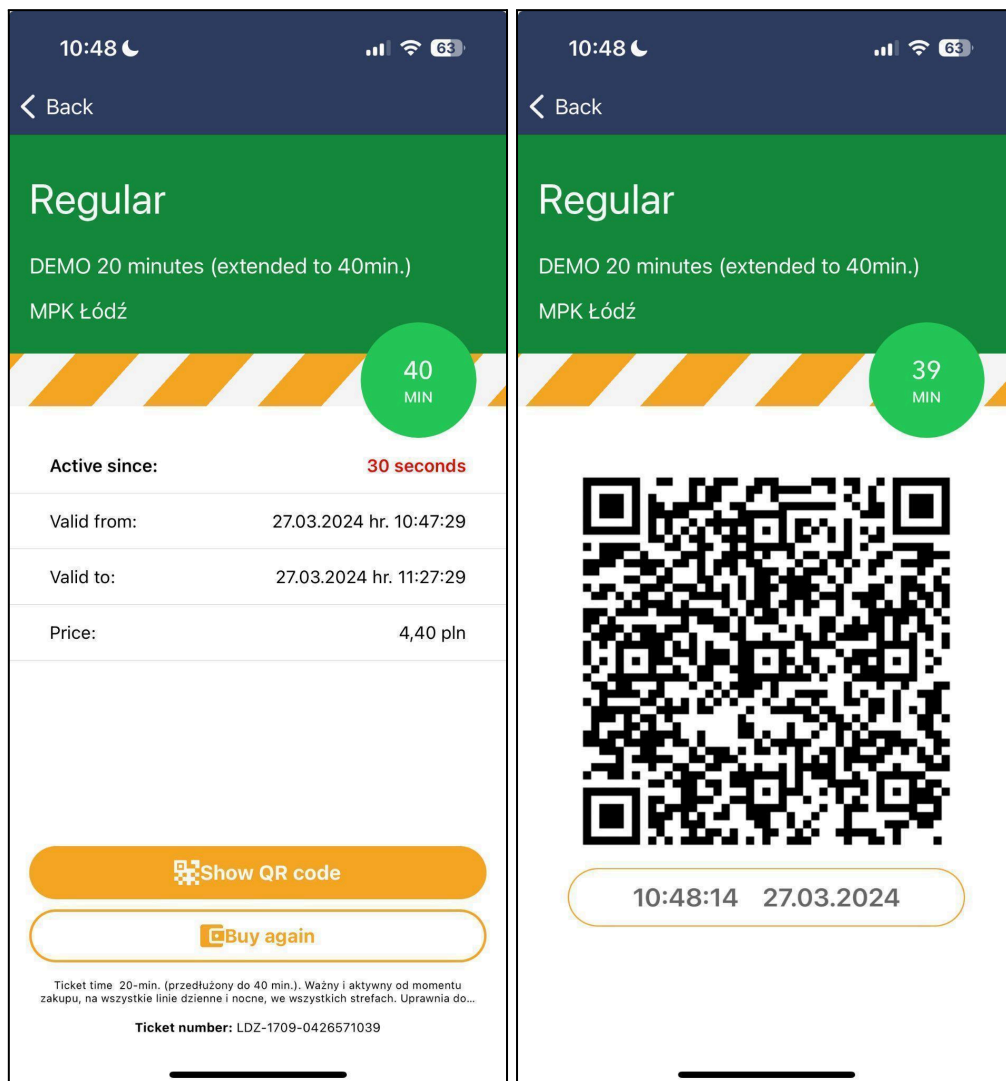 10:48
63
Back
Regular
DEMO 20 minutes (extended to 40min.)
MPK Łódź
40
MIN
Active since: 30 seconds
Valid from: 27.03.2024 hr. 10:47:29
Valid to: 27.03.2024 hr. 11:27:29
Price: 4,40 pln
Show QR code
Buy again
Ticket time 20-min. (przedłużony do 40 min.). Ważny i aktywny od momentu
zakupu, na wszystkie linie dzienne i nocne, we wszystkich strefach. Uprawnia do...
Ticket number: LDZ-1709-0426571039
10:48
63
Back
Regular
DEMO 20 minutes (extended to 40min.)
MPK Łódź
39
MIN
10:48:14 27.03.2024